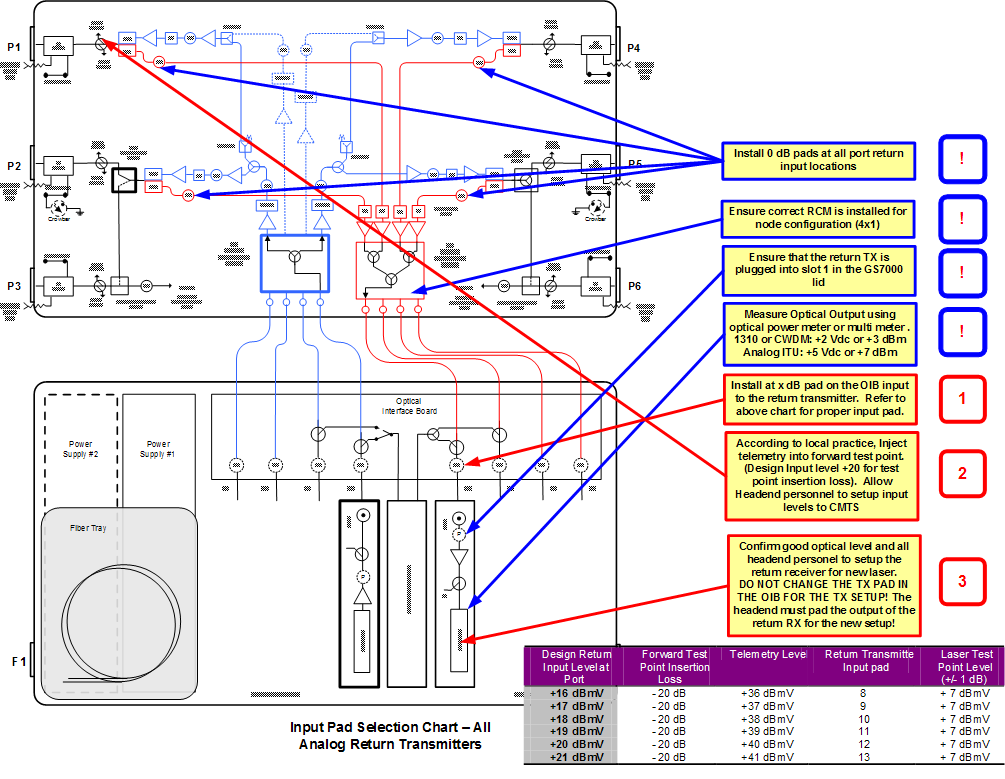 P1
P4
Install 0 dB pads at all port return
input locations
!
P2
P5
Crowbar
Crowbar
Ensure correct RCM is installed for
node configuration (4x1)
!
Ensure that the return TX is
plugged into slot 1 in the GS7000
lid
!
P3
P6
Measure Optical Output using
optical power meter or multi meter .
1310 or CWDM: +2 Vdc or +3 dBm
Analog ITU: +5 Vdc or +7 dBm
!
Install at x dB pad on the OIB input
to the return transmitter. Refer to
above chart for proper input pad.
1
Optical
Interface Board
Power
Supply #2
Power
Supply #1
According to local practice, Inject
telemetry into forward test point.
(Design Input level +20 for test
point insertion loss). Allow
Headend personnel to setup input
levels to CMTS
2
Fiber Tray
P
P
Confirm good optical level and all
headend personel to setup the
return receiver for new laser.
DO NOT CHANGE THE TX PAD IN
THE OIB FOR THE TX SETUP! The
headend must pad the output of the
return RX for the new setup!
3
F1
Input Pad Selection Chart – All
Analog Return Transmitters
Design Return
Input Level at
Port
Forward Test
Point Insertion
Loss
Telemetry Level
Return Transmitte
Input pad
Laser Test
Point Level
(+/- 1 dB)
+16 dBmV - 20 dB +36 dBmV 8 + 7 dBmV
+17 dBmV - 20 dB +37 dBmV 9 + 7 dBmV
+18 dBmV - 20 dB +38 dBmV 10 + 7 dBmV
+19 dBmV - 20 dB +39 dBmV 11 + 7 dBmV
+20 dBmV - 20 dB +40 dBmV 12 + 7 dBmV
+21 dBmV - 20 dB +41 dBmV 13 + 7 dBmV